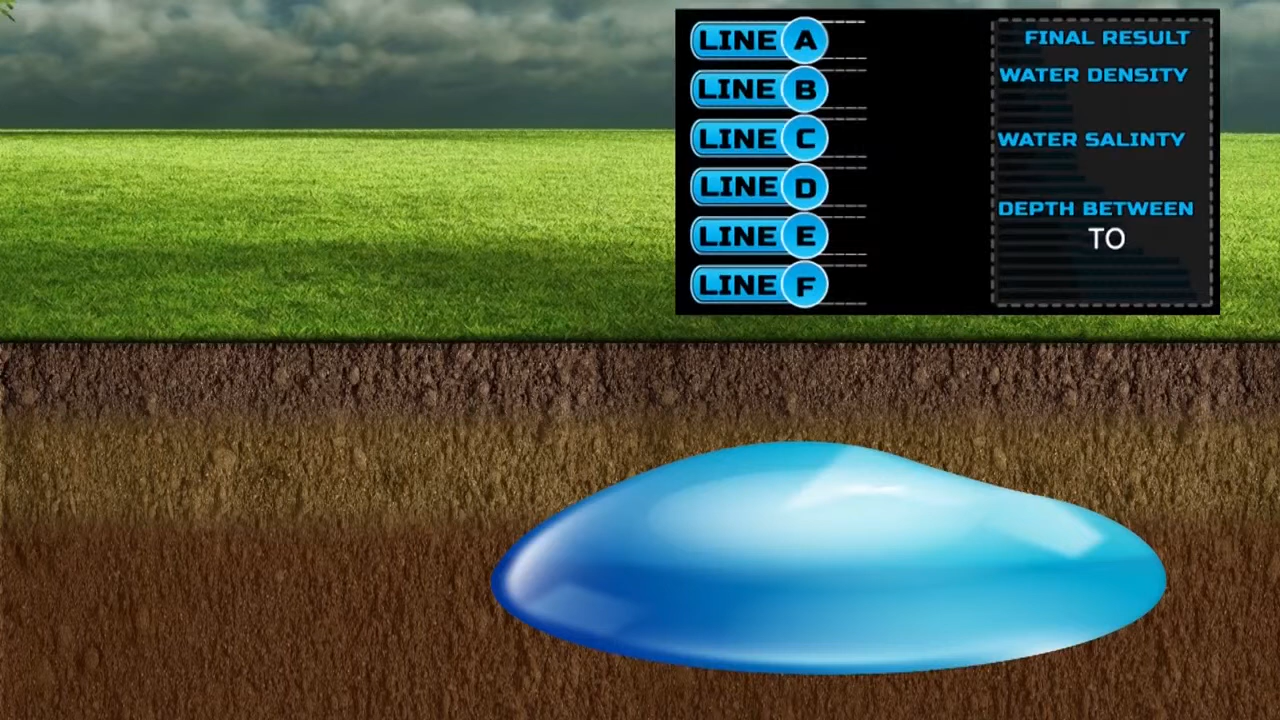 LINE A
LINE B
LINE C
LINE D
LINE E
LINE F
FINAL RESULT
WATER DENSITY
WATER SALINTY
DEPTH BETWEEN
TO